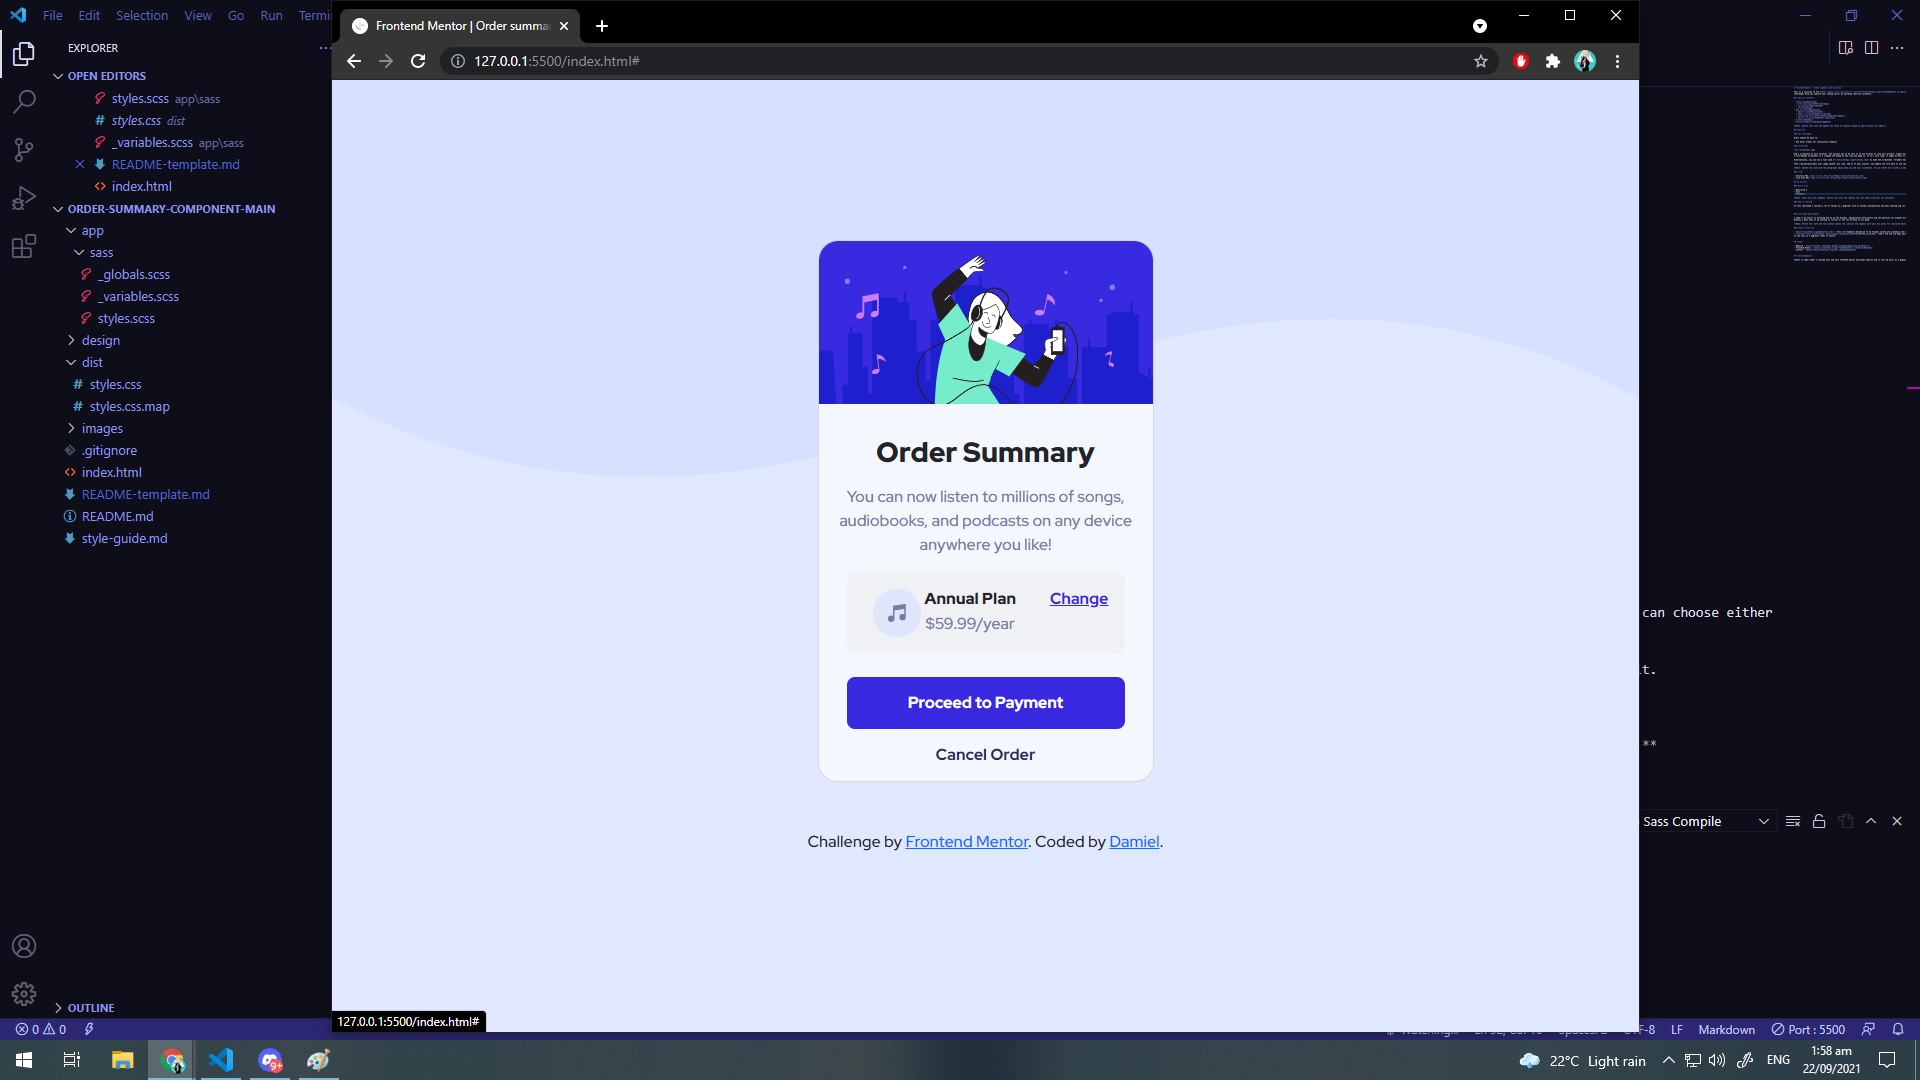 File Edit Selection View Go Run Termi
EXPLORER
OPEN EDITORS
styles.scss app\sass
styles.css dist
_variables.scss app\sass
README-template.md
index.html
ORDER-SUMMARY-COMPONENT-MAIN
app
sass
_globals.scss
_variables.scss
styles.scss
design
dist
styles.css
styles.css.map
images
.gitignore
index.html
README-template.md
README.md
style-guide.md
OUTLINE
0 0
Frontend Mentor | Order summa
127.0.0.1:5500/index.html#
Order Summary
You can now listen to millions of songs,
audiobooks, and podcasts on any device
anywhere you like!
Annual Plan
Change
$59.99/year
Proceed to Payment
Cancel Order
Challenge by Frontend Mentor. Coded by Damiel.
127.0.0.1:5500/index.html#
can choose either
it.
**
Sass Compile
LF Markdown Port : 5500
9+
22°C Light rain
ENG
1:58 am
22/09/2021